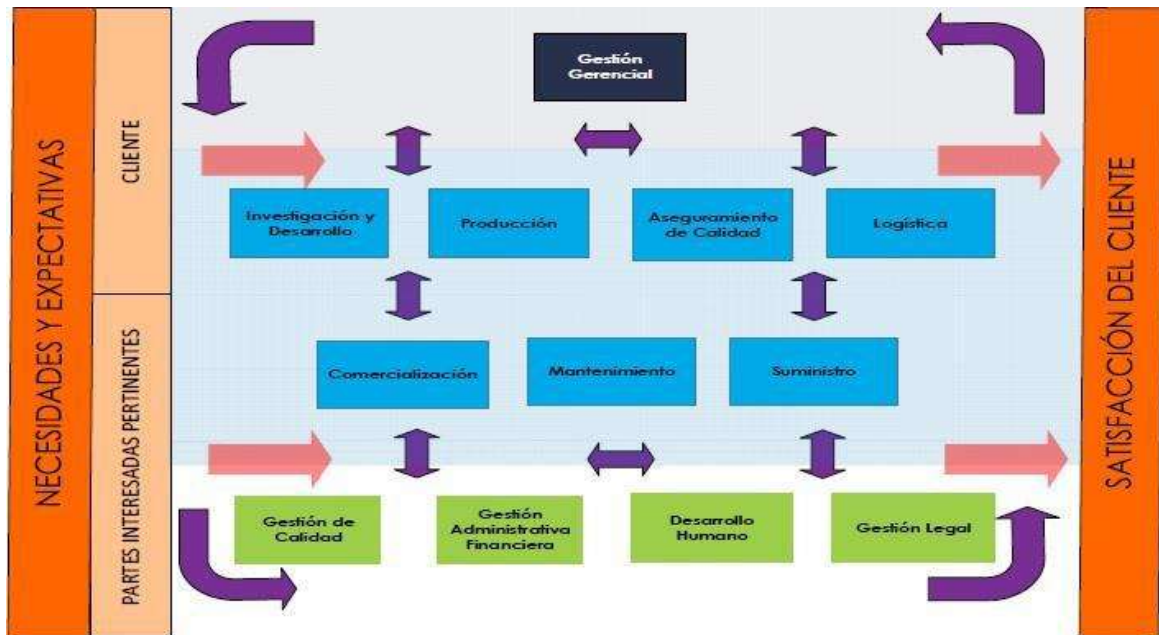 NECESIDADES Y EXPECTATIVAS
CLIENTE
PARTES INTERESADAS PERTINENTES
Gestión
Gerencial
Investigación y
Desarrollo
Producción
Aseguramiento
de Calidad
Logística
Comercialización
Mantenimiento
Suministro
Gestión de
Calidad
Gestión
Administrativa
Financiera
Desarrollo
Humano
Gestión Legal
SATISFACCIÓN DEL CLIENTE